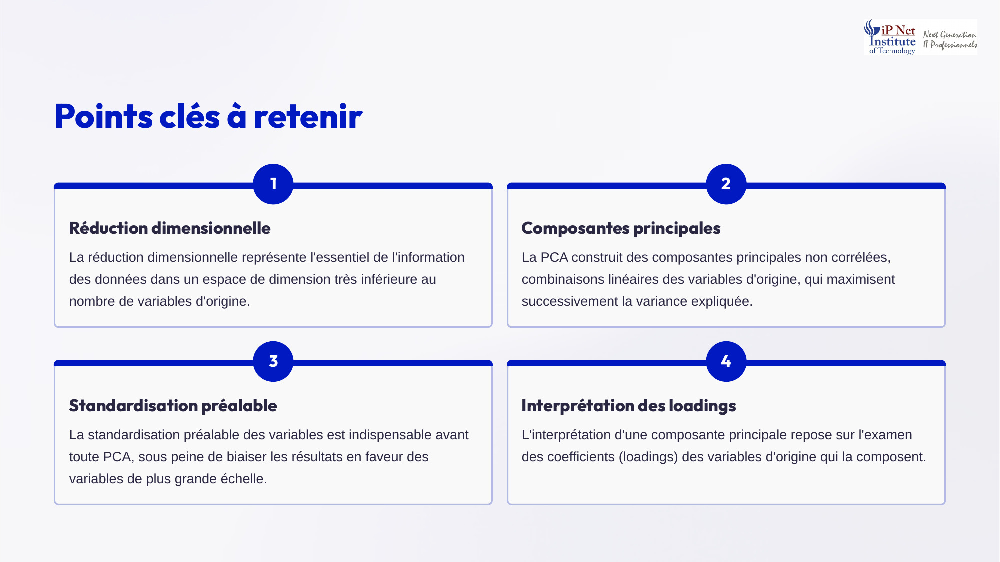 iP Net
Institute
of Technology
Next Generation
IT Professionnels
Points clés à retenir
1
Réduction dimensionnelle
La réduction dimensionnelle représente l'essentiel de l'information
des données dans un espace de dimension très inférieure au
nombre de variables d'origine.
2
Composantes principales
La PCA construit des composantes principales non corrélées,
combinaisons linéaires des variables d'origine, qui maximisent
successivement la variance expliquée.
3
Standardisation préalable
La standardisation préalable des variables est indispensable avant
toute PCA, sous peine de biaiser les résultats en faveur des
variables de plus grande échelle.
4
Interprétation des loadings
L'interprétation d'une composante principale repose sur l'examen
des coefficients (loadings) des variables d'origine qui la composent.